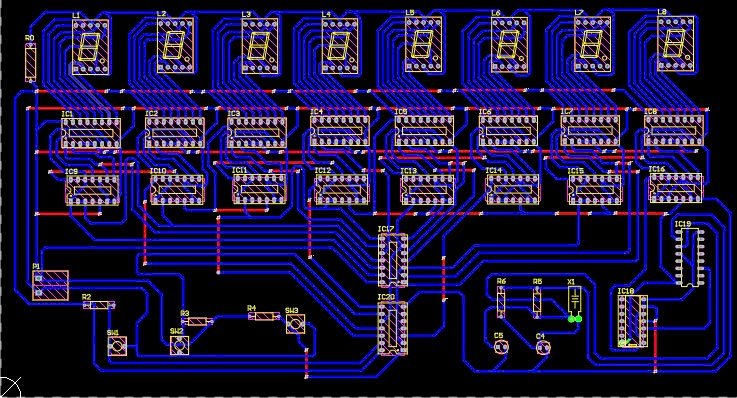 L1 L2 L3 L4 L5 L6 L7 L8
R0
IC1 IC2 IC3 IC4 IC5 IC6 IC7 IC8
IC9 IC10 IC11 IC12 IC13 IC14 IC15 IC16
IC17 IC19
P1 R6 R5 X1
R2 IC20 IC18
R3 R4 SW3
SW1 SW2 C5 C4